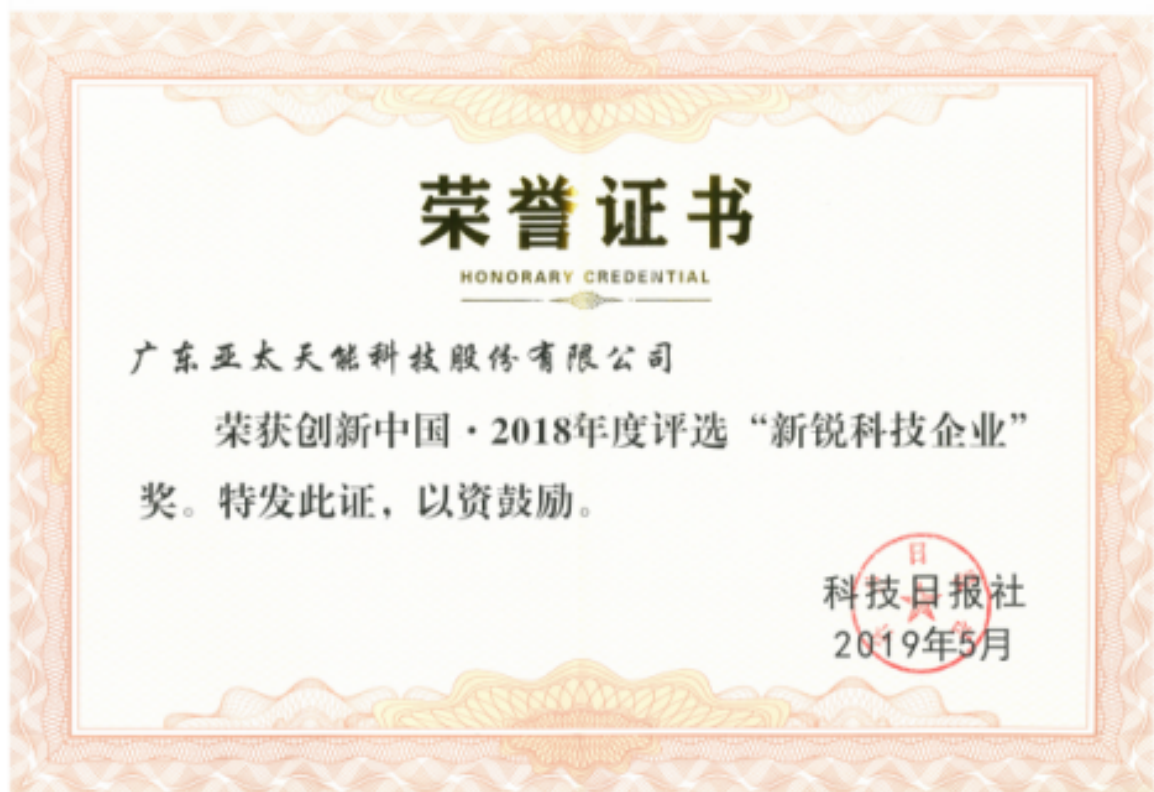 荣誉证书
HONORARY CREDENTIAL
广东亚太天能科技股份有限公司
荣获创新中国·2018年度评选“新锐科技企业”
奖。特发此证，以资鼓励。
科技日报社
2019年5月